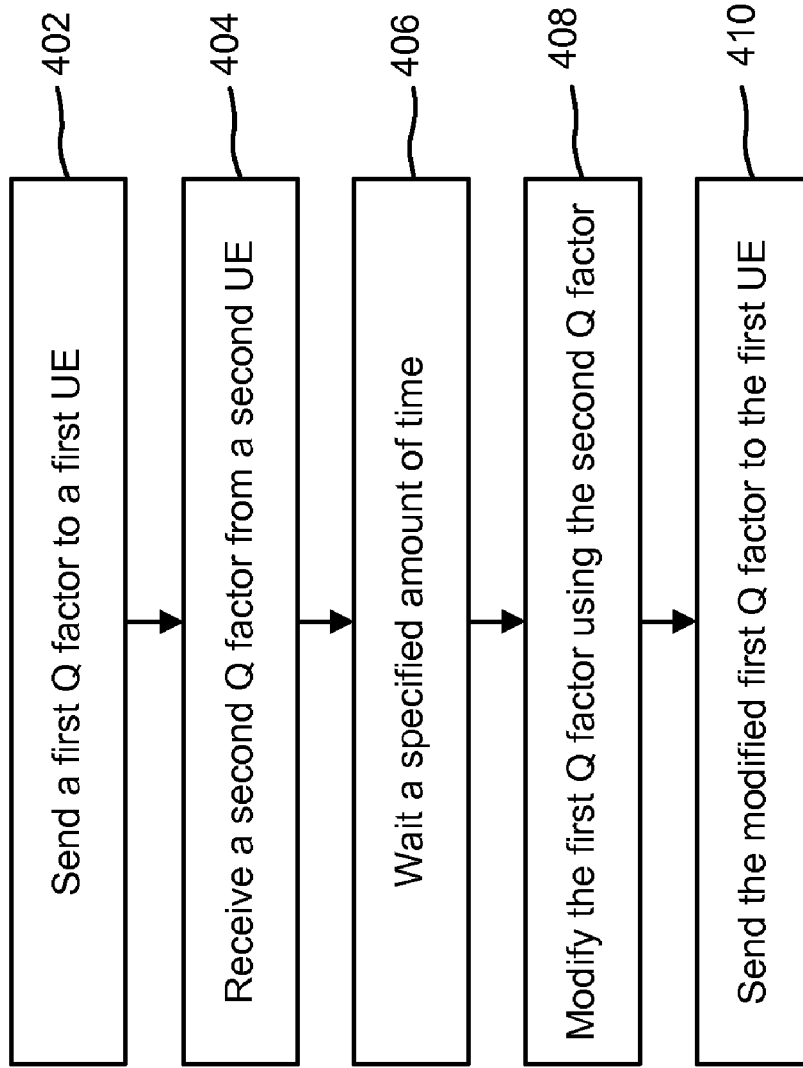 Send a first Q factor to a first UE
402
Receive a second Q factor from a second UE
404
Wait a specified amount of time
406
Modify the first Q factor using the second Q factor
408
Send the modified first Q factor to the first UE
410